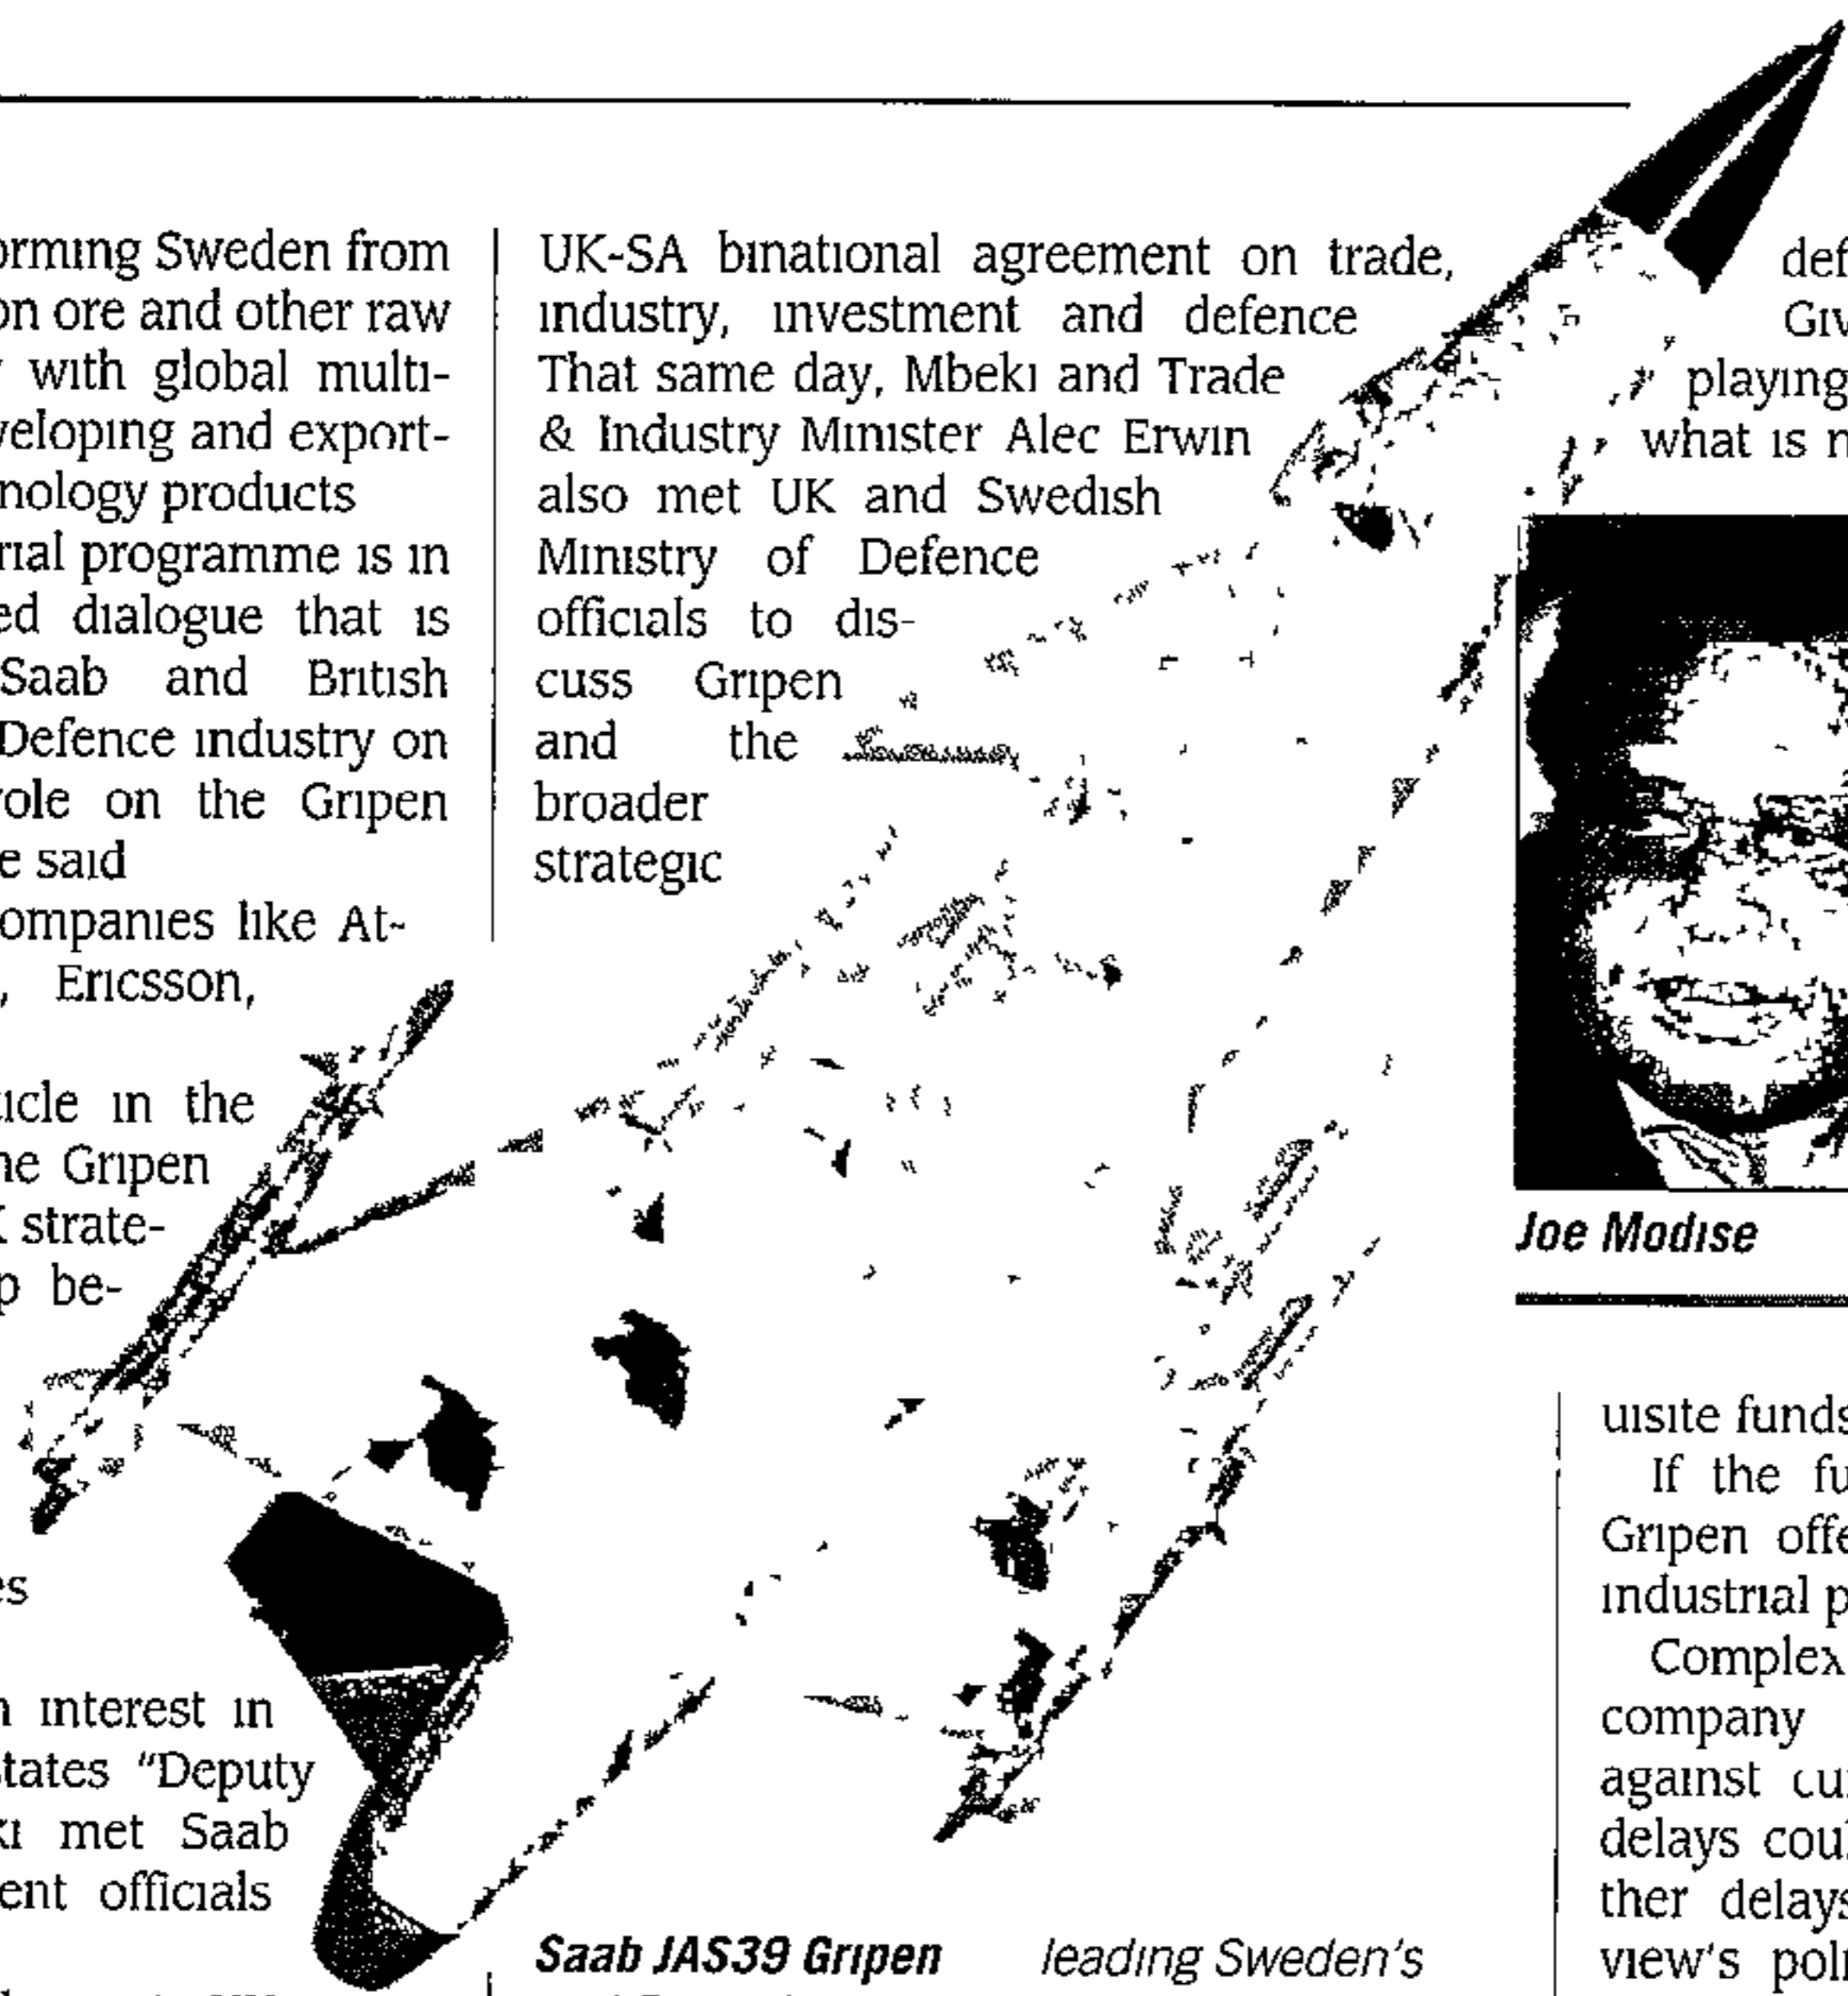 orming Sweden from
on ore and other raw
with global multi-
veloping and export-
nology products
rial programme is in
ed dialogue that is
Saab and British
Defence industry on
role on the Gripen
e said
ompanies like At-
, Ericsson,
icle in the
he Gripen
strate-
p be-
es
n interest in
states "Deputy
ki met Saab
ent officials
UK-SA binational agreement on trade,
industry, investment and defence
That same day, Mbeki and Trade
& Industry Minister Alec Erwin
also met UK and Swedish
Ministry of Defence
officials to dis-
cuss Gripen
and the
broader
strategic
Saab JAS39 Gripen leading Sweden's
def
Giv
playing
what is n
Joe Modise
uisite funds
If the fu
Gripen offe
industrial p
Complex
company
against cu
delays coul
ther delays
view's poli